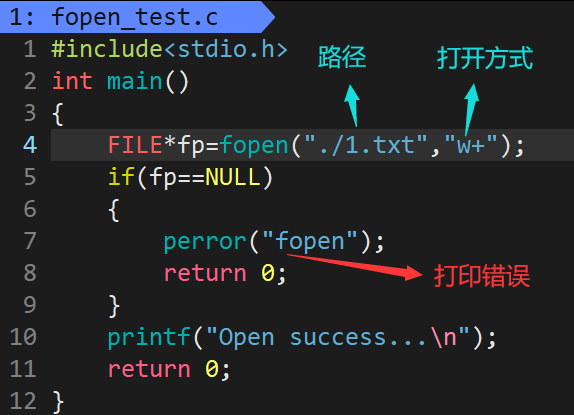 1: fopen_test.c
1 #include<stdio.h>
路径 打开方式
2 int main()
3 {
4 FILE*fp=fopen("./1.txt","w+");
5 if(fp==NULL)
6 {
7 perror("fopen");
8 return 0; 打印错误
9 }
10 printf("Open success...\n");
11 return 0;
12 }